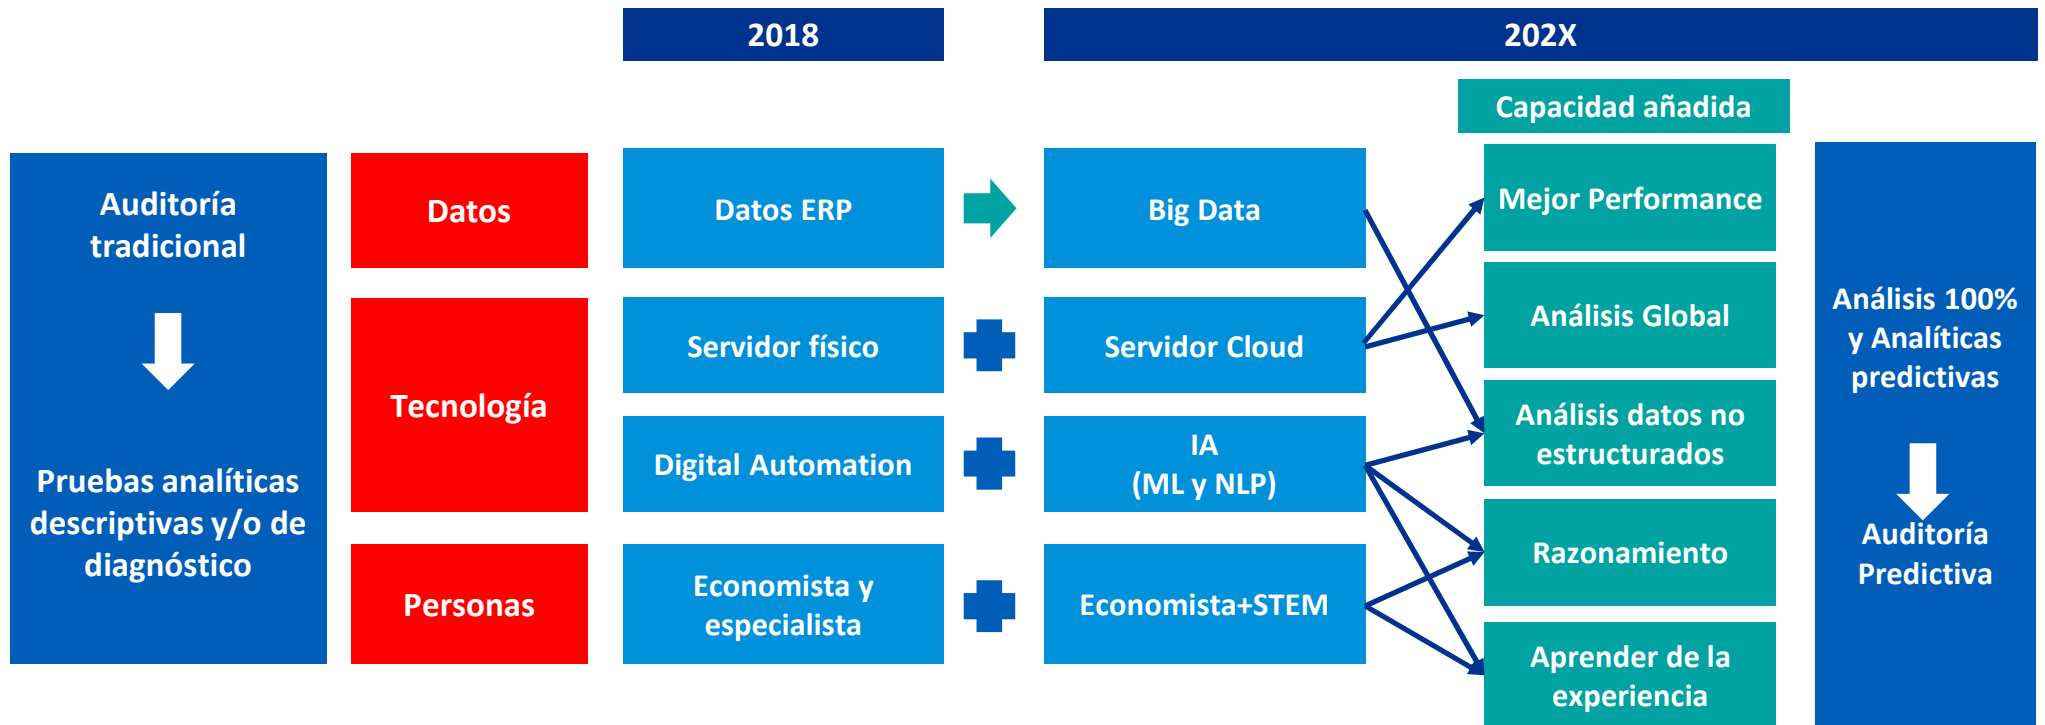 2018
202X
Capacidad añadida
Auditoría
tradicional
Pruebas analíticas
descriptivas y/o de
diagnóstico
Datos
Tecnología
Personas
Datos ERP
Servidor físico
Digital Automation
Economista y
especialista
Big Data
Servidor Cloud
IA
(ML y NLP)
Economista+STEM
Mejor Performance
Análisis Global
Análisis datos no
estructurados
Razonamiento
Aprender de la
experiencia
Análisis 100%
y Analíticas
predictivas
Auditoría
Predictiva